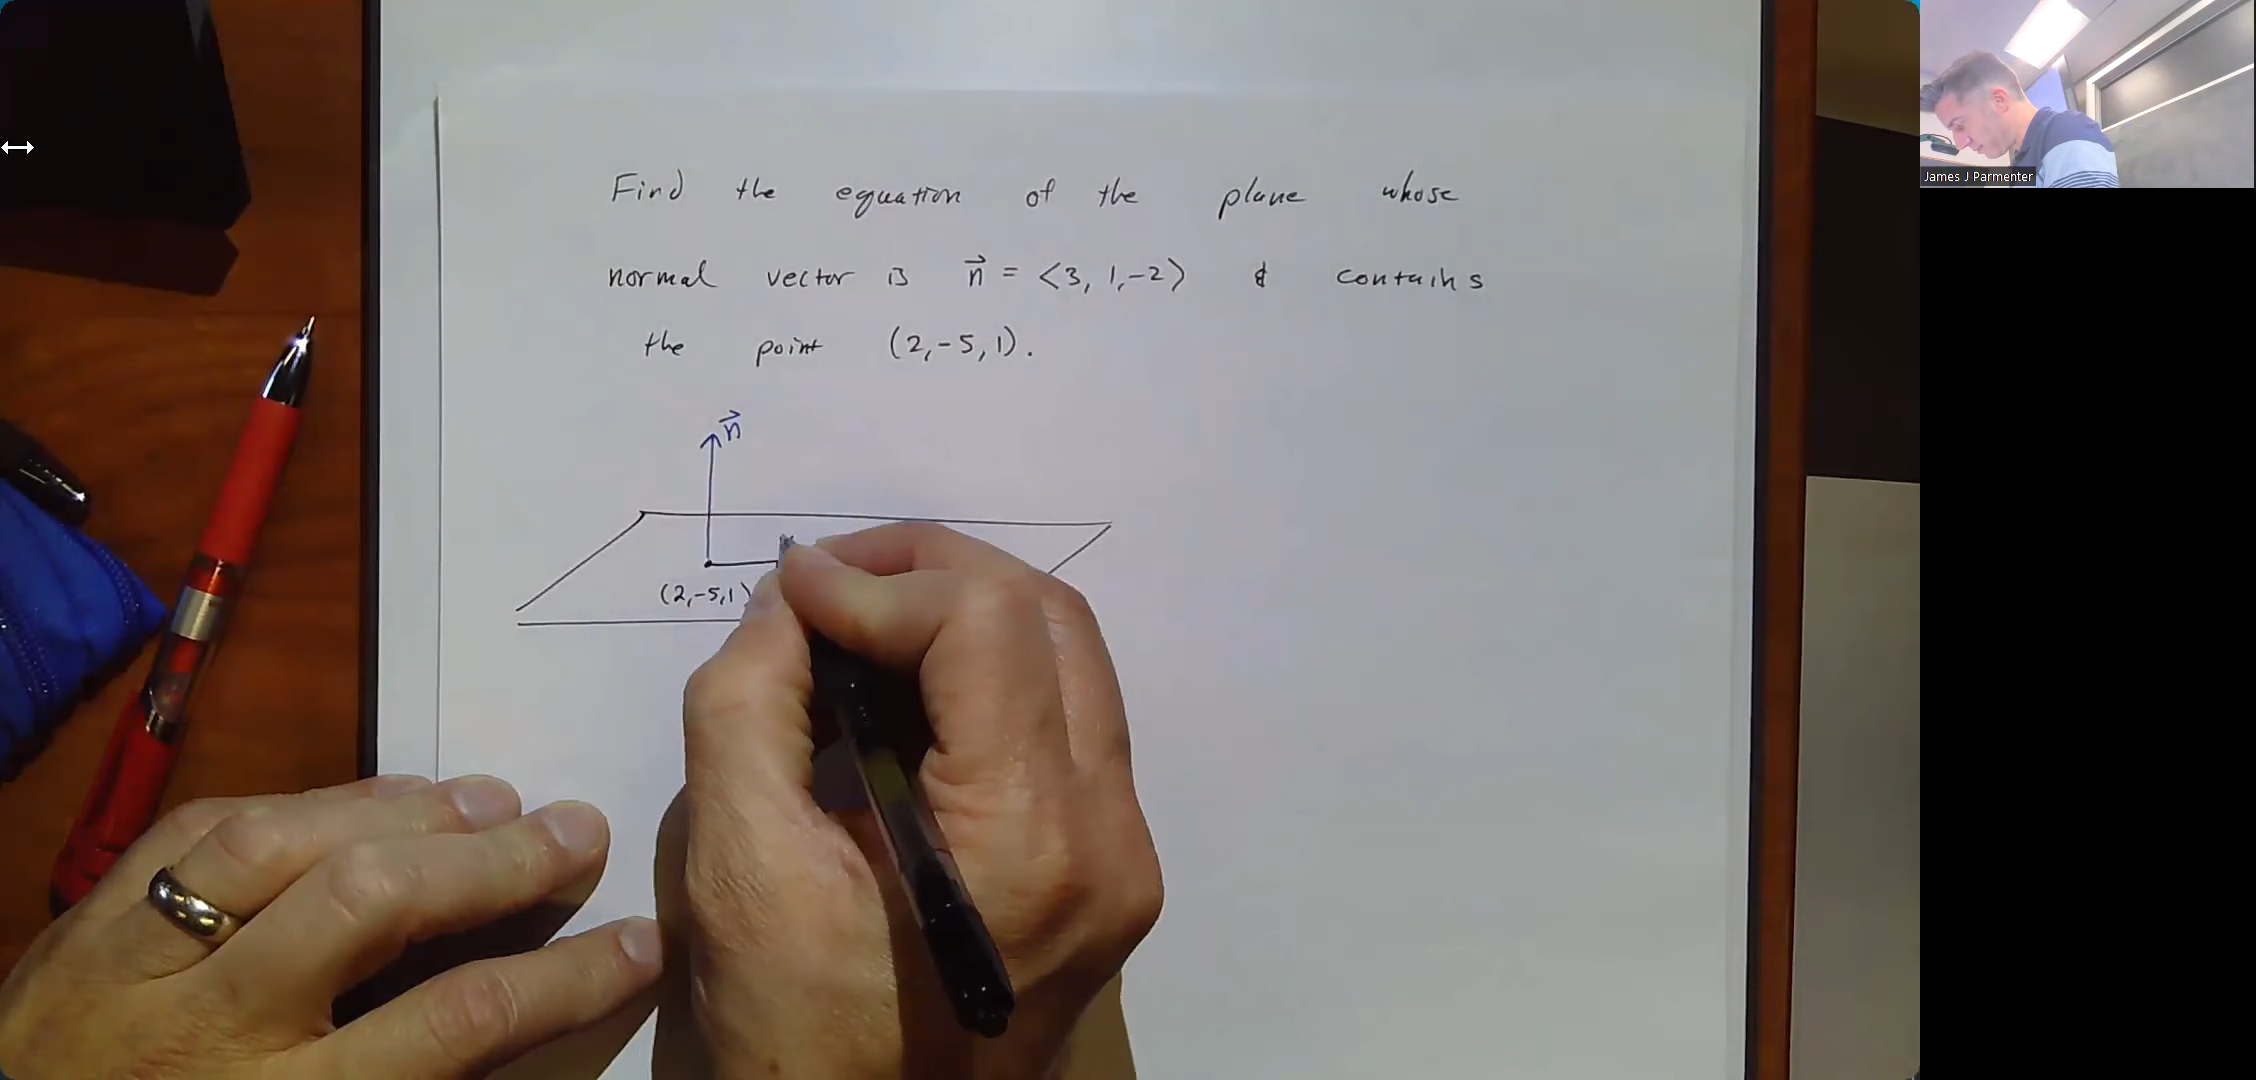 Find the equation of the plane whose
normal vector is n⃗ = <3, 1, -2> & contains
the point (2, -5, 1).
n⃗
(2, -5, 1)
James J Parmenter